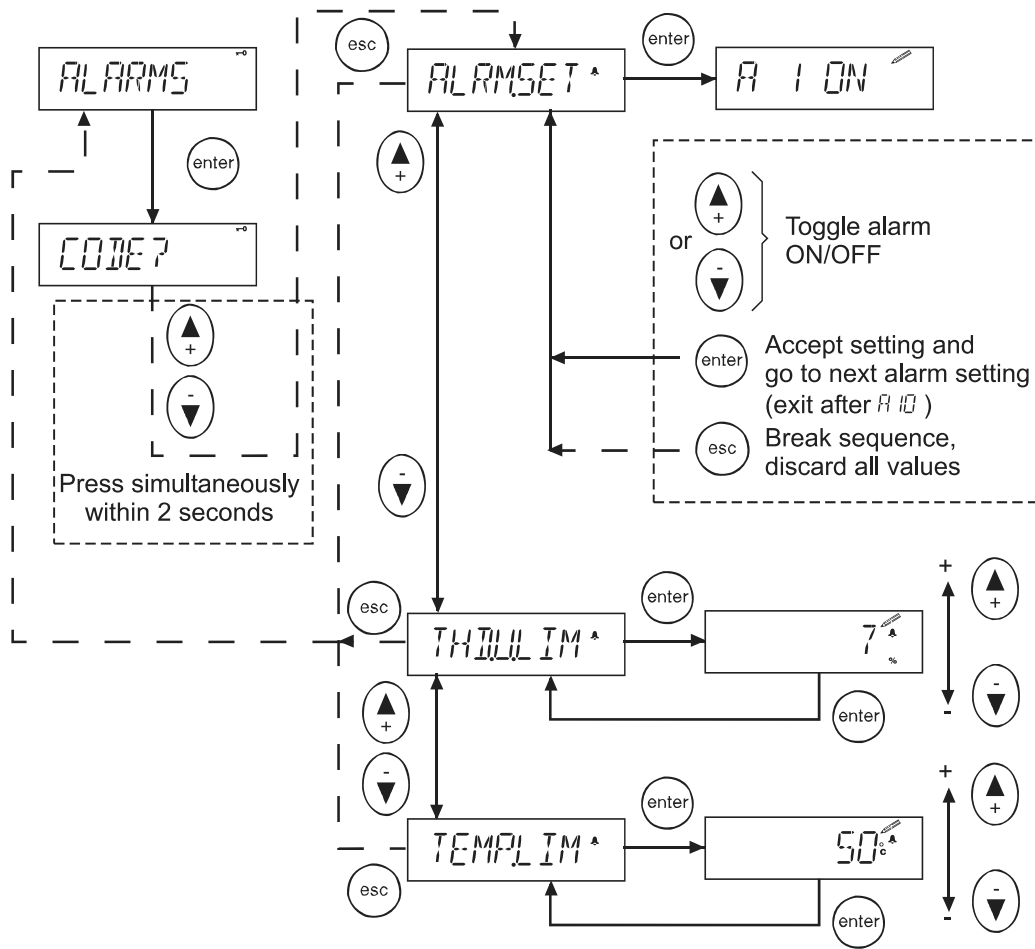 ALARMS
enter
CODE?
+
-
Press simultaneously
within 2 seconds
esc
ALRM.SET
enter
A 1 ON
+
or
+
-
Toggle alarm
ON/OFF
enter
Accept setting and
go to next alarm setting
(exit after A10 )
esc
Break sequence,
discard all values
-
esc
THD.U.LIM
enter
7
%
enter
+
+
-
-
+
-
esc
TEMP.LIM
enter
50°C
enter
+
+
-
-